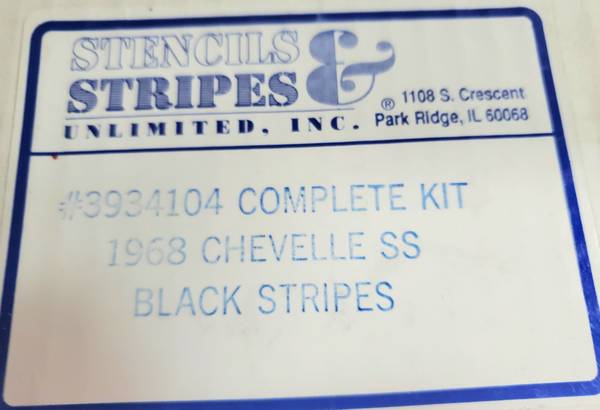 STENCILS &
STRIPES
UNLIMITED, INC.
® 1108 S. Crescent
Park Ridge, IL 60068
#3934104 COMPLETE KIT
1968 CHEVELLE SS
BLACK STRIPES